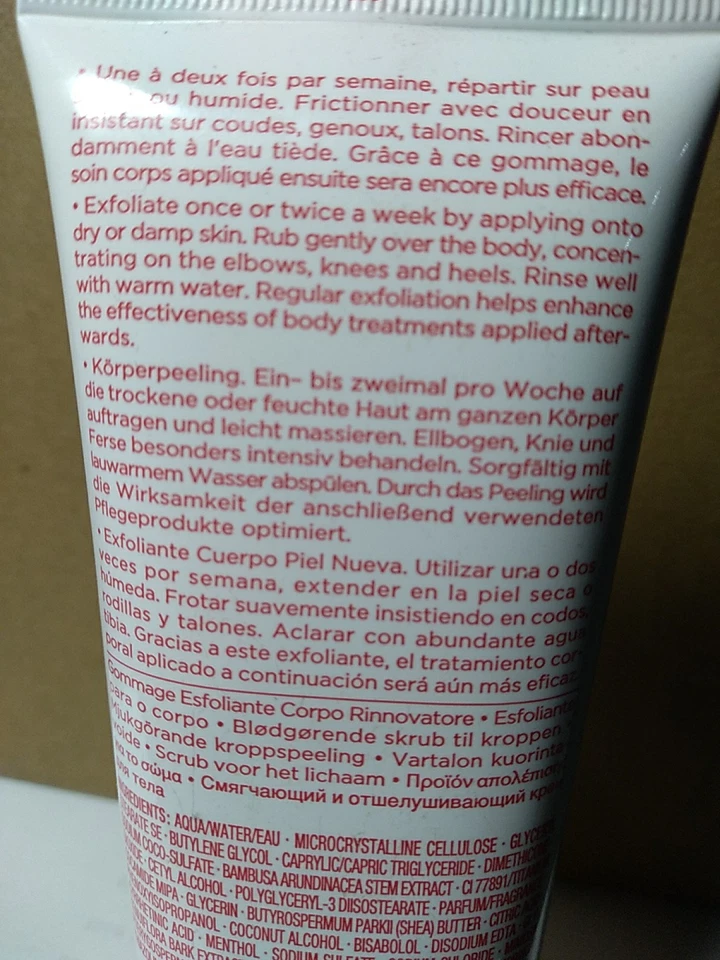 • Une à deux fois par semaine, répartir sur peau
ou humide. Frictionner avec douceur en
insistant sur coudes, genoux, talons. Rincer abon-
damment à l'eau tiède. Grâce à ce gommage, le
soin corps appliqué ensuite sera encore plus efficace.
• Exfoliate once or twice a week by applying onto
dry or damp skin. Rub gently over the body, concen-
trating on the elbows, knees and heels. Rinse well
with warm water. Regular exfoliation helps enhance
the effectiveness of body treatments applied after-
wards.
• Körperpeeling. Ein- bis zweimal pro Woche auf
die trockene oder feuchte Haut am ganzen Körper
auftragen und leicht massieren. Ellbogen, Knie und
Ferse besonders intensiv behandeln. Sorgfältig mit
lauwarmem Wasser abspülen. Durch das Peeling wird
die Wirksamkeit der anschließend verwendeten
Pflegeprodukte optimiert.
• Exfoliante Cuerpo Piel Nueva. Utilizar una o dos
veces por semana, extender en la piel seca o
húmeda. Frotar suavemente insistiendo en codos,
rodillas y talones. Aclarar con abundante agua
tibia. Gracias a este exfoliante, el tratamiento cor-
poral aplicado a continuación será aún más eficaz.
Gommage Esfoliante Corpo Rinnovatore • Esfoliante
para o corpo • Blødgørende skrub til kroppen
Mjukgörande kroppspeeling • Vartalon kuorinta
voide • Scrub voor het lichaam • Προϊόν απολέπισης
για το σώμα • Смягчающий и отшелушивающий крем
для тела
INGREDIENTS: AQUA/WATER/EAU · MICROCRYSTALLINE CELLULOSE ·
STEARATE SE · BUTYLENE GLYCOL · CAPRYLIC/CAPRIC TRIGLYCERIDE ·
COCO-SULFATE · BAMBUSA ARUNDINACEA STEM EXTRACT · CI 77891/
· CETYL ALCOHOL · POLYGLYCERYL-3 DIISOSTEARATE · PARFUM/FRAGRANCE
MIPA · GLYCERIN · BUTYROSPERMUM PARKII (SHEA) BUTTER · CITRIC
· COCONUT ALCOHOL · BISABOLOL · DISODIUM EDTA ·
· MENTHOL · SODIUM SULFATE · CHLORIDE ·
BARK EXTRACT